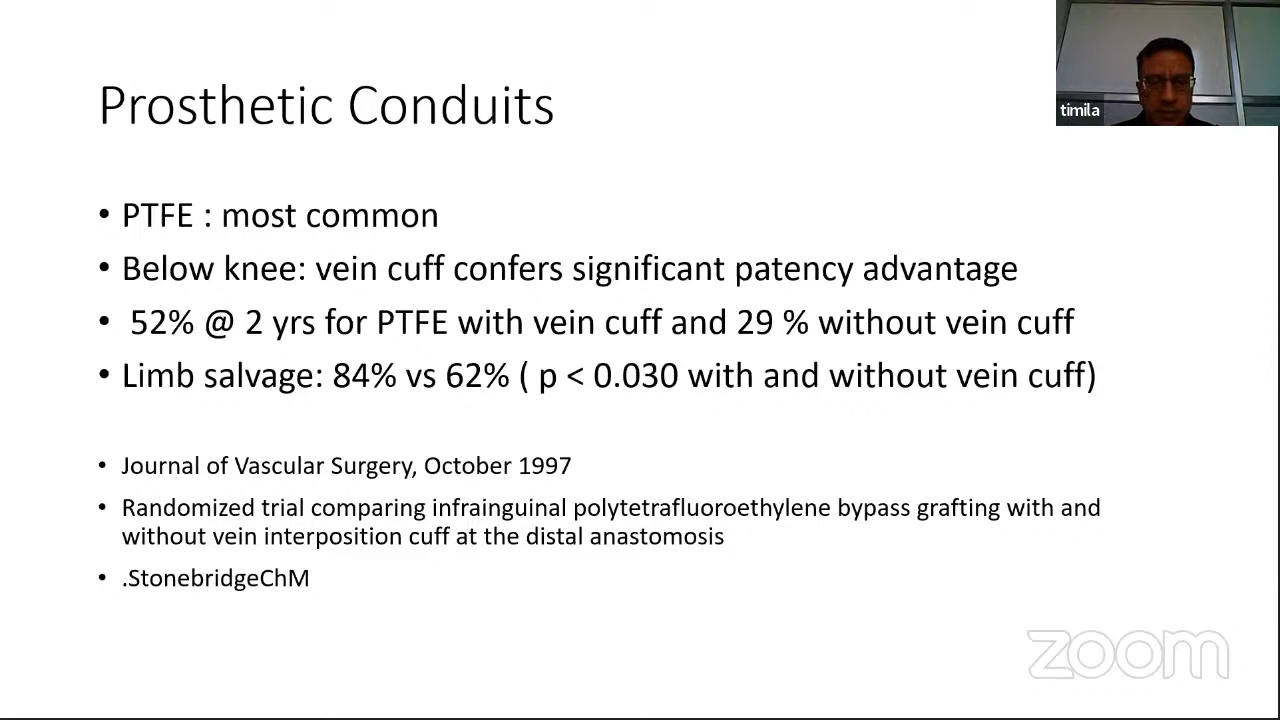 Prosthetic Conduits
timila
• PTFE : most common
• Below knee: vein cuff confers significant patency advantage
• 52% @ 2 yrs for PTFE with vein cuff and 29 % without vein cuff
• Limb salvage: 84% vs 62% ( p < 0.030 with and without vein cuff)
• Journal of Vascular Surgery, October 1997
• Randomized trial comparing infrainguinal polytetrafluoroethylene bypass grafting with and
without vein interposition cuff at the distal anastomosis
• .StonebridgeChM
zoom